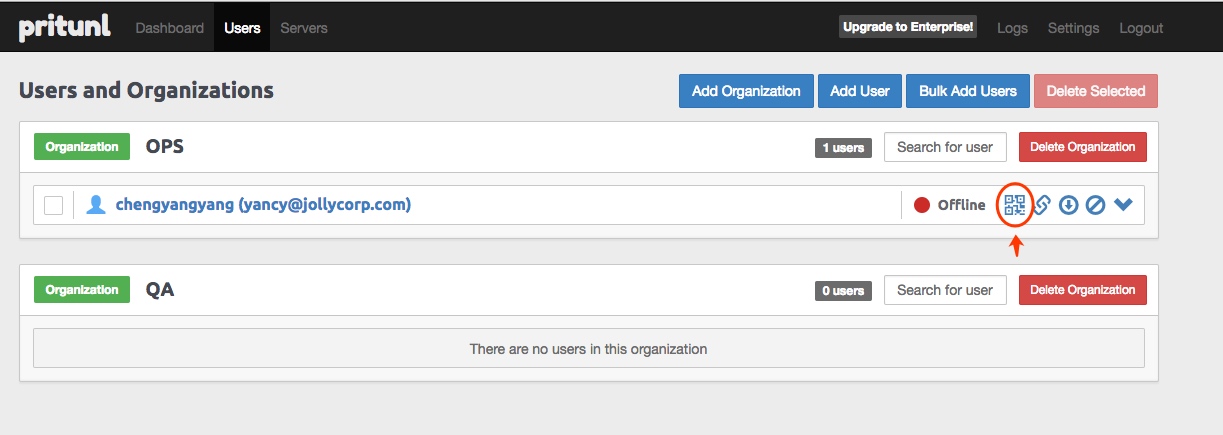 pritunl Dashboard Users Servers Upgrade to Enterprise! Logs Settings Logout
Users and Organizations Add Organization Add User Bulk Add Users Delete Selected
Organization OPS 1 users Search for user Delete Organization
chengyangyang (yancy@jollycorp.com) Offline
Organization QA 0 users Search for user Delete Organization
There are no users in this organization